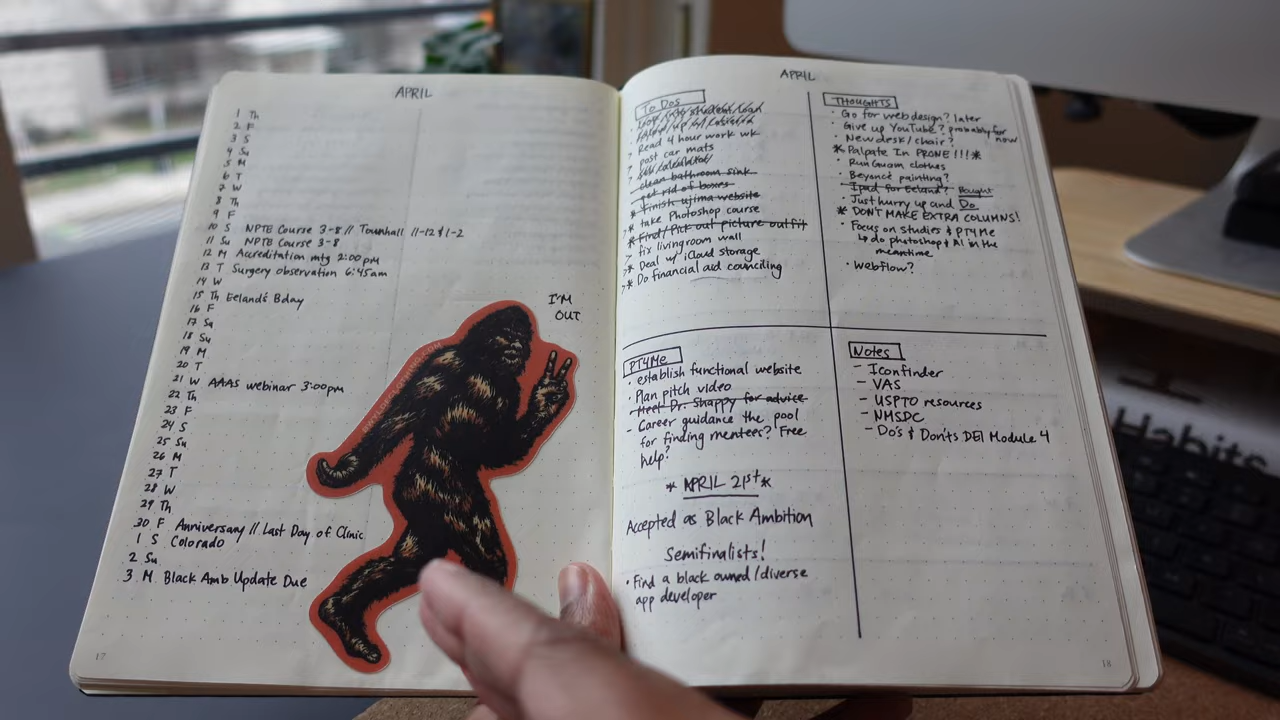 APRIL
1 Th
2 F
3 S
4 Su
5 M
6 T
7 W
8 Th
9 F
10 S NPTE Course 3-8 // Townhall 11-12 & 1-2
11 Su NPTE Course 3-8
12 M Accreditation mtg 2:00pm
13 T Surgery observation 6:45am
14 W
15 Th Eeland's Bday
16 F
17 Sa
18 Su
19 M
20 T
21 W AAAS webinar 3:00pm
22 Th
23 F
24 S
25 Su
26 M
27 T
28 W
29 Th
30 F Anniversary // Last Day of Clinic
1 S Colorado
2 Su
3 M Black Amb Update Due
I'M
OUT
17
APRIL
To Dos
Read 4 hour work wk
post car mats
clean bathroom sink
get rid of boxes
* Finish ujima website
* take Photoshop course
* Find/Pick out picture outfit
> fix livingroom wall
>* Deal w/ iCloud storage
>* Do financial aid counciling
THOUGHTS
· Go for web design? later
· Give up YouTube? probably for now
· New desk/chair?
* Palpate In PRONE!!! *
· RunGuam clothes
· Beyoncé painting?
· Ipad for Eeland? Bought
· Just hurry up and Do
* DON'T MAKE EXTRA COLUMNS!
· Focus on studies & PT4Me
↳ do photoshop & AI in the
meantime
· Webflow?
PT4Me
· establish functional website
· Plan pitch video
- Meet Dr. Shappy for advice
- Career guidance the pool
for finding mentees? Free
help?
* APRIL 21st *
Accepted as Black Ambition
Semifinalists!
· Find a black owned/diverse
app developer
Notes
- Iconfinder
- VAS
- USPTO resources
- NMSDC
- Do's & Don'ts DEI Module 4
18
Habits